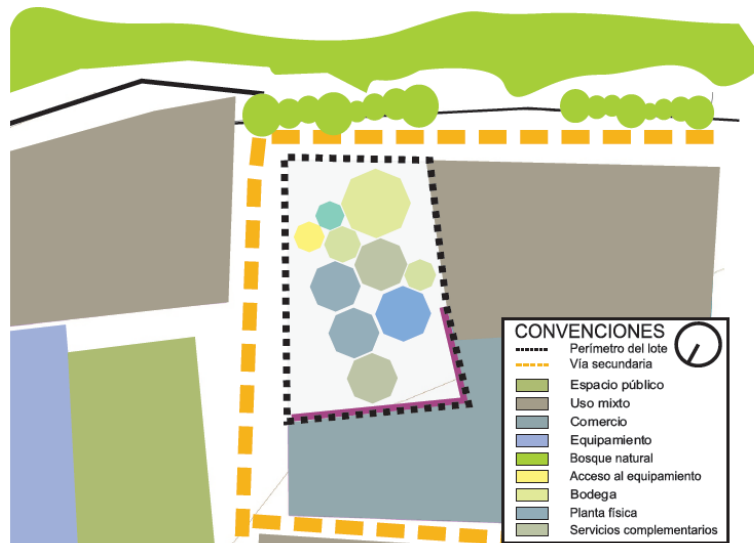 CONVENCIONES
Perímetro del lote
Vía secundaria
Espacio público
Uso mixto
Comercio
Equipamiento
Bosque natural
Acceso al equipamiento
Bodega
Planta física
Servicios complementarios